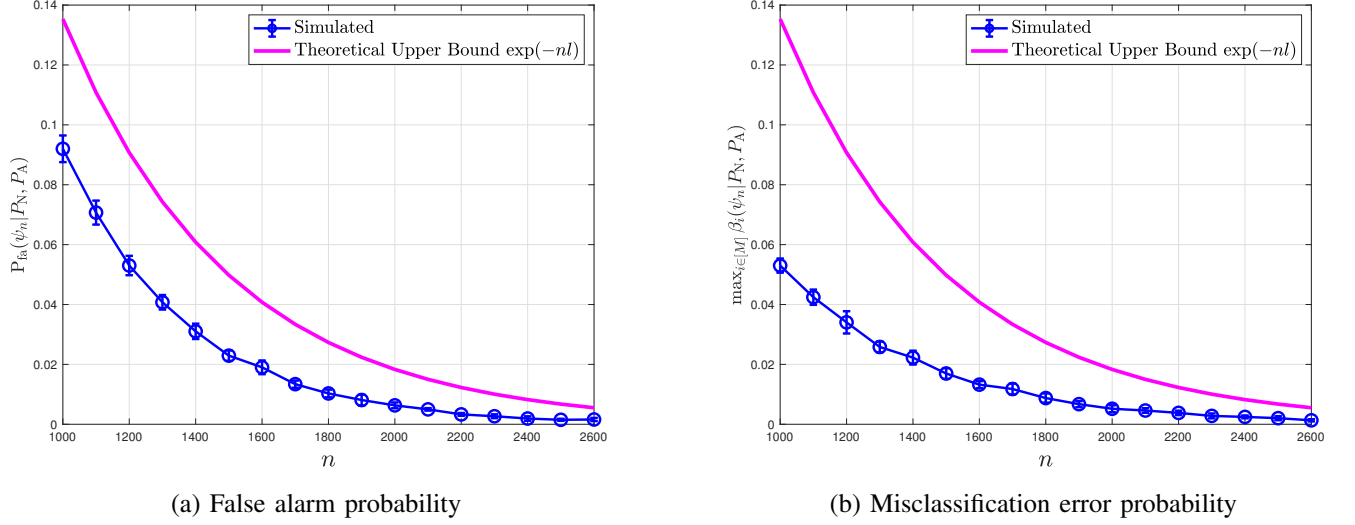 0.14
0.12
0.1
0.08
0.06
0.04
0.02
0
1000 1200 1400 1600 1800 2000 2200 2400 2600
P_fa(ψ_n|P_N, P_A)
n
Simulated
Theoretical Upper Bound exp(−nl)
(a) False alarm probability
0.14
0.12
0.1
0.08
0.06
0.04
0.02
0
1000 1200 1400 1600 1800 2000 2200 2400 2600
max_{i∈[M]} β_i(ψ_n|P_N, P_A)
n
Simulated
Theoretical Upper Bound exp(−nl)
(b) Misclassification error probability